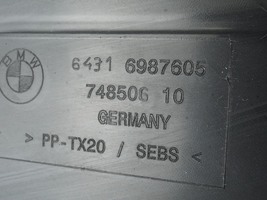 BMW
6431 6987605
748506 10
GERMANY
> PP-TX20 / SEBS <